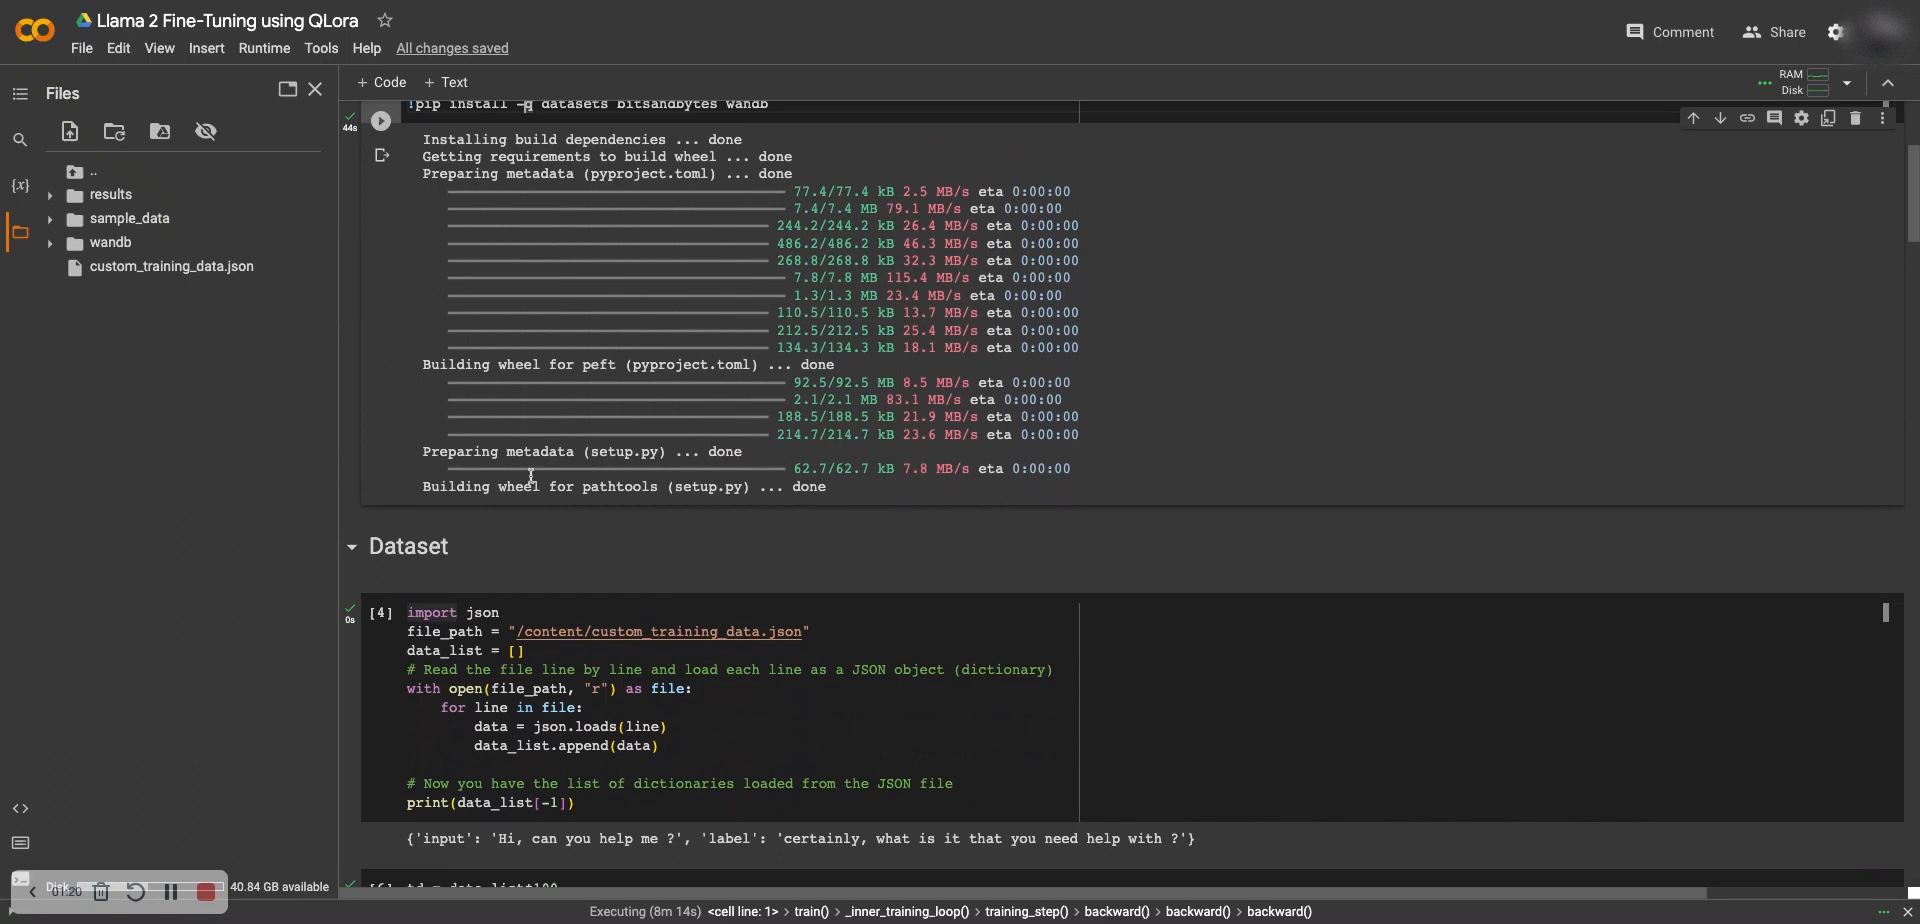 Llama 2 Fine-Tuning using QLora
File Edit View Insert Runtime Tools Help All changes saved
Comment Share
Files
+ Code + Text
RAM
Disk
..
results
sample_data
wandb
custom_training_data.json
{x}
44s
!pip install -q datasets bitsandbytes wandb
Installing build dependencies ... done
Getting requirements to build wheel ... done
Preparing metadata (pyproject.toml) ... done
77.4/77.4 kB 2.5 MB/s eta 0:00:00
7.4/7.4 MB 79.1 MB/s eta 0:00:00
244.2/244.2 kB 26.4 MB/s eta 0:00:00
486.2/486.2 kB 46.3 MB/s eta 0:00:00
268.8/268.8 kB 32.3 MB/s eta 0:00:00
7.8/7.8 MB 115.4 MB/s eta 0:00:00
1.3/1.3 MB 23.4 MB/s eta 0:00:00
110.5/110.5 kB 13.7 MB/s eta 0:00:00
212.5/212.5 kB 25.4 MB/s eta 0:00:00
134.3/134.3 kB 18.1 MB/s eta 0:00:00
Building wheel for peft (pyproject.toml) ... done
92.5/92.5 MB 8.5 MB/s eta 0:00:00
2.1/2.1 MB 83.1 MB/s eta 0:00:00
188.5/188.5 kB 21.9 MB/s eta 0:00:00
214.7/214.7 kB 23.6 MB/s eta 0:00:00
Preparing metadata (setup.py) ... done
62.7/62.7 kB 7.8 MB/s eta 0:00:00
Building wheel for pathtools (setup.py) ... done
Dataset
0s
[4] import json
file_path = "/content/custom_training_data.json"
data_list = []
# Read the file line by line and load each line as a JSON object (dictionary)
with open(file_path, "r") as file:
for line in file:
data = json.loads(line)
data_list.append(data)
# Now you have the list of dictionaries loaded from the JSON file
print(data_list[-1])
{'input': 'Hi, can you help me ?', 'label': 'certainly, what is it that you need help with ?'}
Disk 40.84 GB available
01:20
Executing (8m 14s) <cell line: 1> > train() > _inner_training_loop() > training_step() > backward() > backward() > backward()